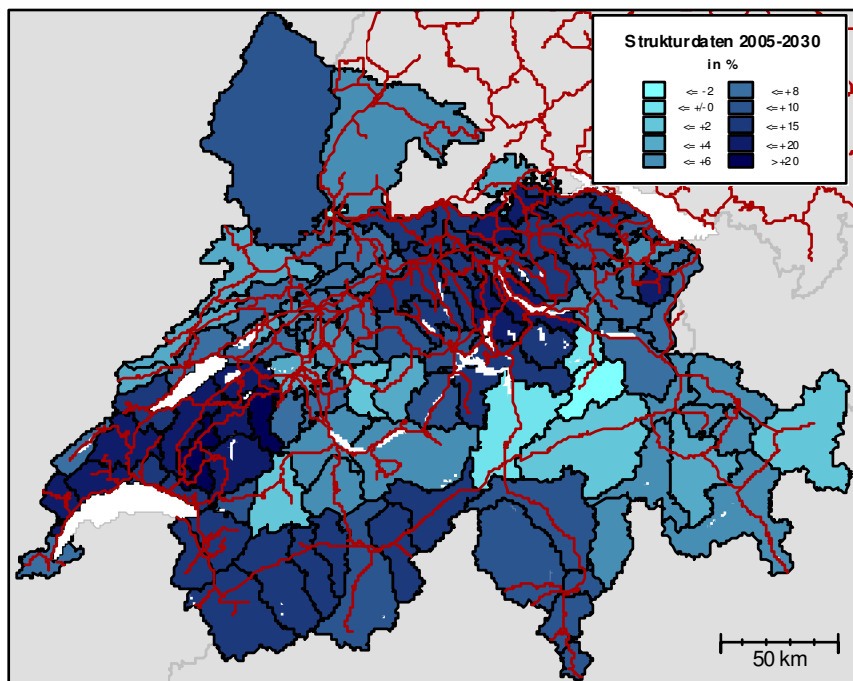 Strukturdaten 2005-2030
in %
<= -2
<= +/- 0
<= +2
<= +4
<= +6
<= +8
<= +10
<= +15
<= +20
> +20
50 km